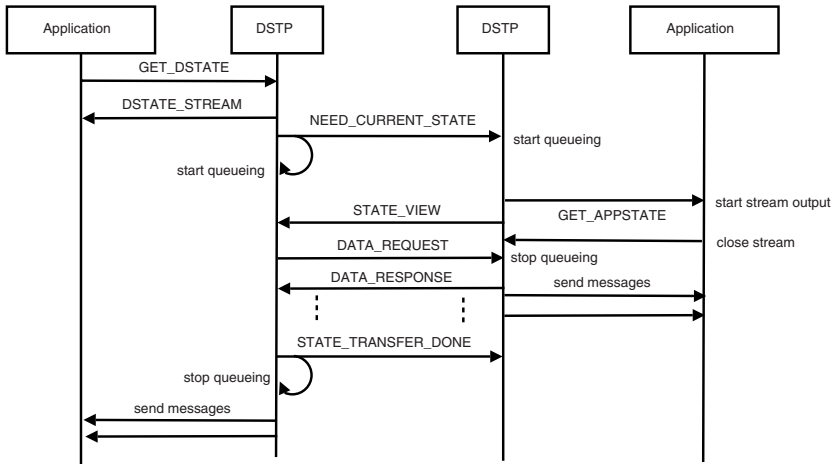 Application
DSTP
DSTP
Application
GET_DSTATE
DSTATE_STREAM
NEED_CURRENT_STATE
start queueing
start queueing
start stream output
STATE_VIEW
GET_APPSTATE
close stream
DATA_REQUEST
stop queueing
DATA_RESPONSE
send messages
STATE_TRANSFER_DONE
stop queueing
send messages